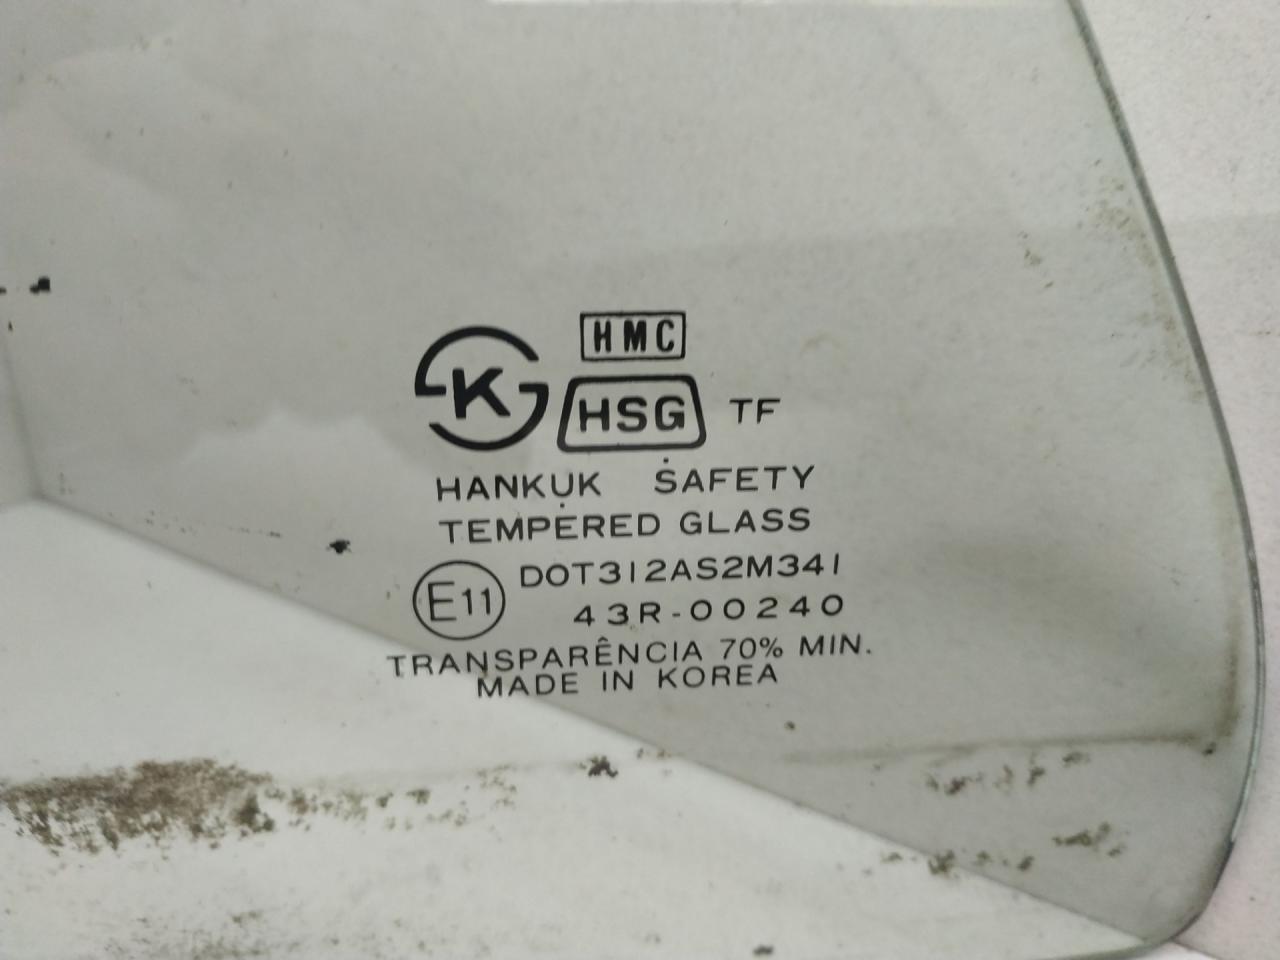 HMC
K HSG TF
HANKUK SAFETY
TEMPERED GLASS
E11 DOT312AS2M341
43R-00240
TRANSPARÊNCIA 70% MIN.
MADE IN KOREA